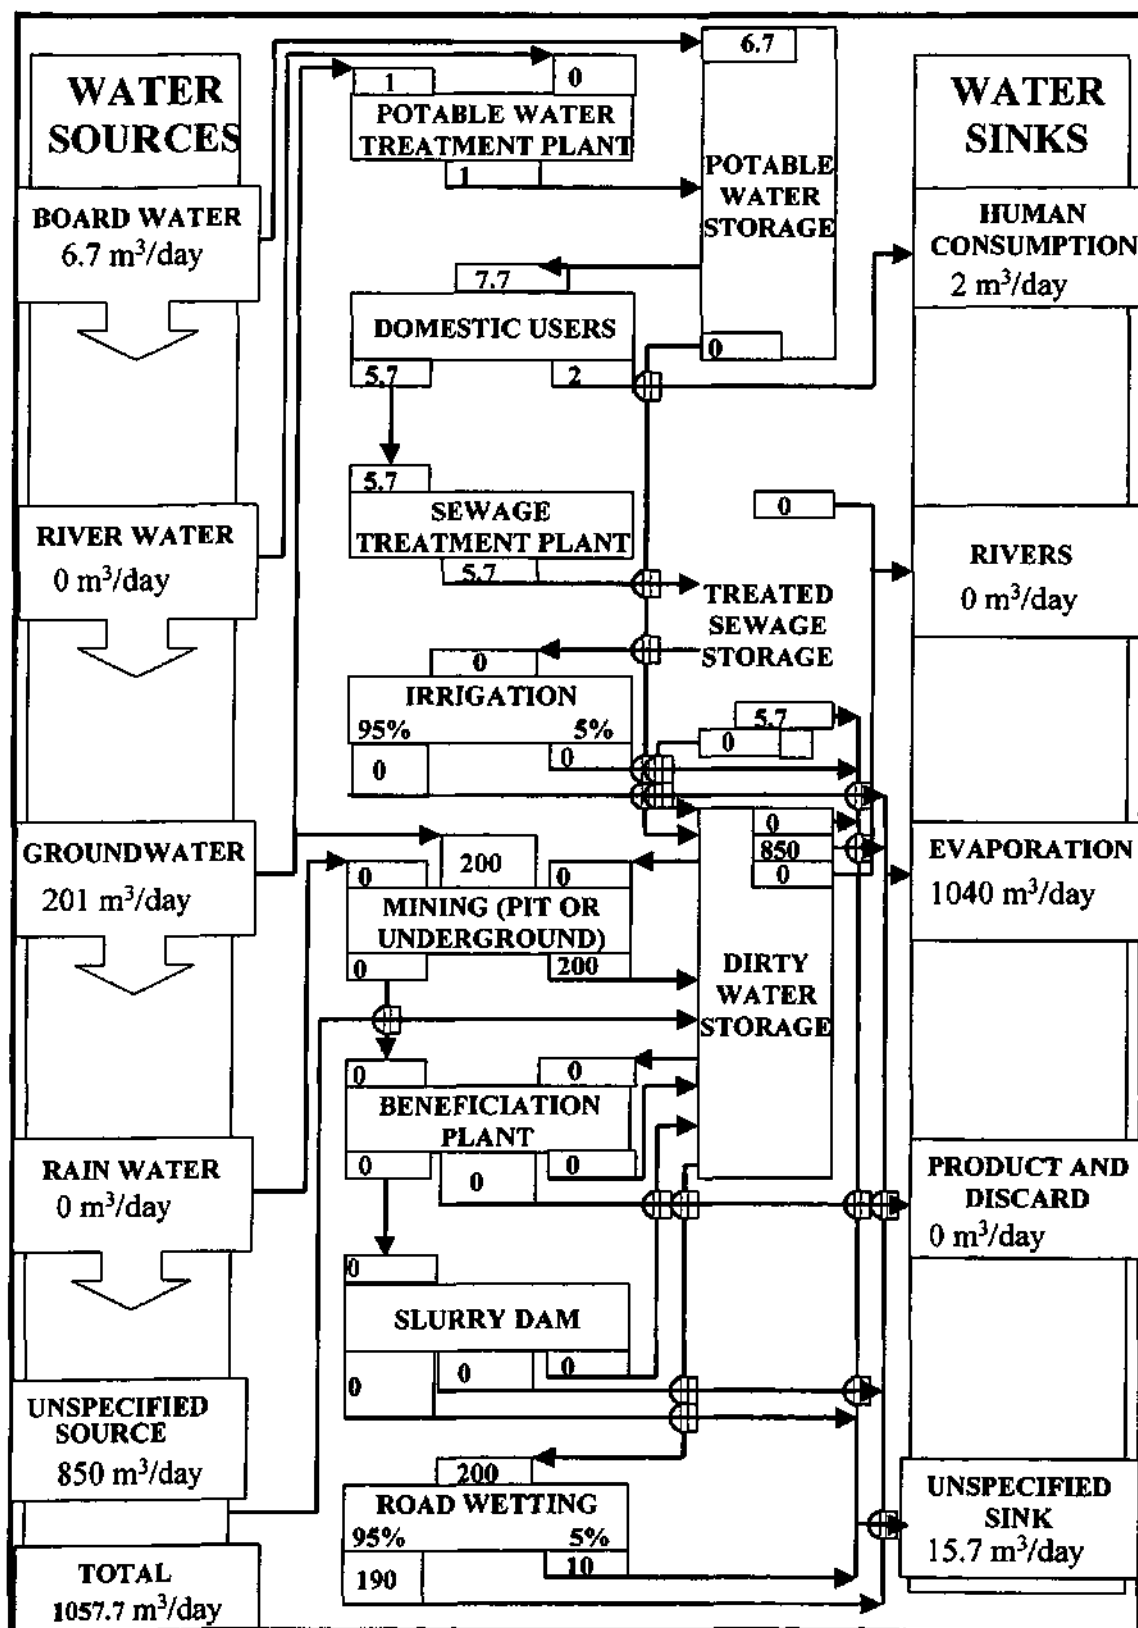 WATER
SOURCES
BOARD WATER
6.7 m³/day
RIVER WATER
0 m³/day
GROUNDWATER
201 m³/day
RAIN WATER
0 m³/day
UNSPECIFIED
SOURCE
850 m³/day
TOTAL
1057.7 m³/day
1
0
POTABLE WATER
TREATMENT PLANT
1
7.7
DOMESTIC USERS
5.7
2
5.7
SEWAGE
TREATMENT PLANT
5.7
0
IRRIGATION
95%
5%
0
0
0
200
0
MINING (PIT OR
UNDERGROUND)
0
200
0
0
BENEFICIATION
PLANT
0
0
0
0
SLURRY DAM
0
0
0
200
ROAD WETTING
95%
5%
190
10
6.7
POTABLE
WATER
STORAGE
0
0
TREATED
SEWAGE
STORAGE
5.7
0
0
850
0
DIRTY
WATER
STORAGE
WATER
SINKS
HUMAN
CONSUMPTION
2 m³/day
RIVERS
0 m³/day
EVAPORATION
1040 m³/day
PRODUCT AND
DISCARD
0 m³/day
UNSPECIFIED
SINK
15.7 m³/day